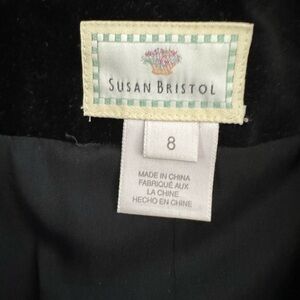 SUSAN BRISTOL
8
MADE IN CHINA
FABRIQUÉ AUX
LA CHINE
HECHO EN CHINE